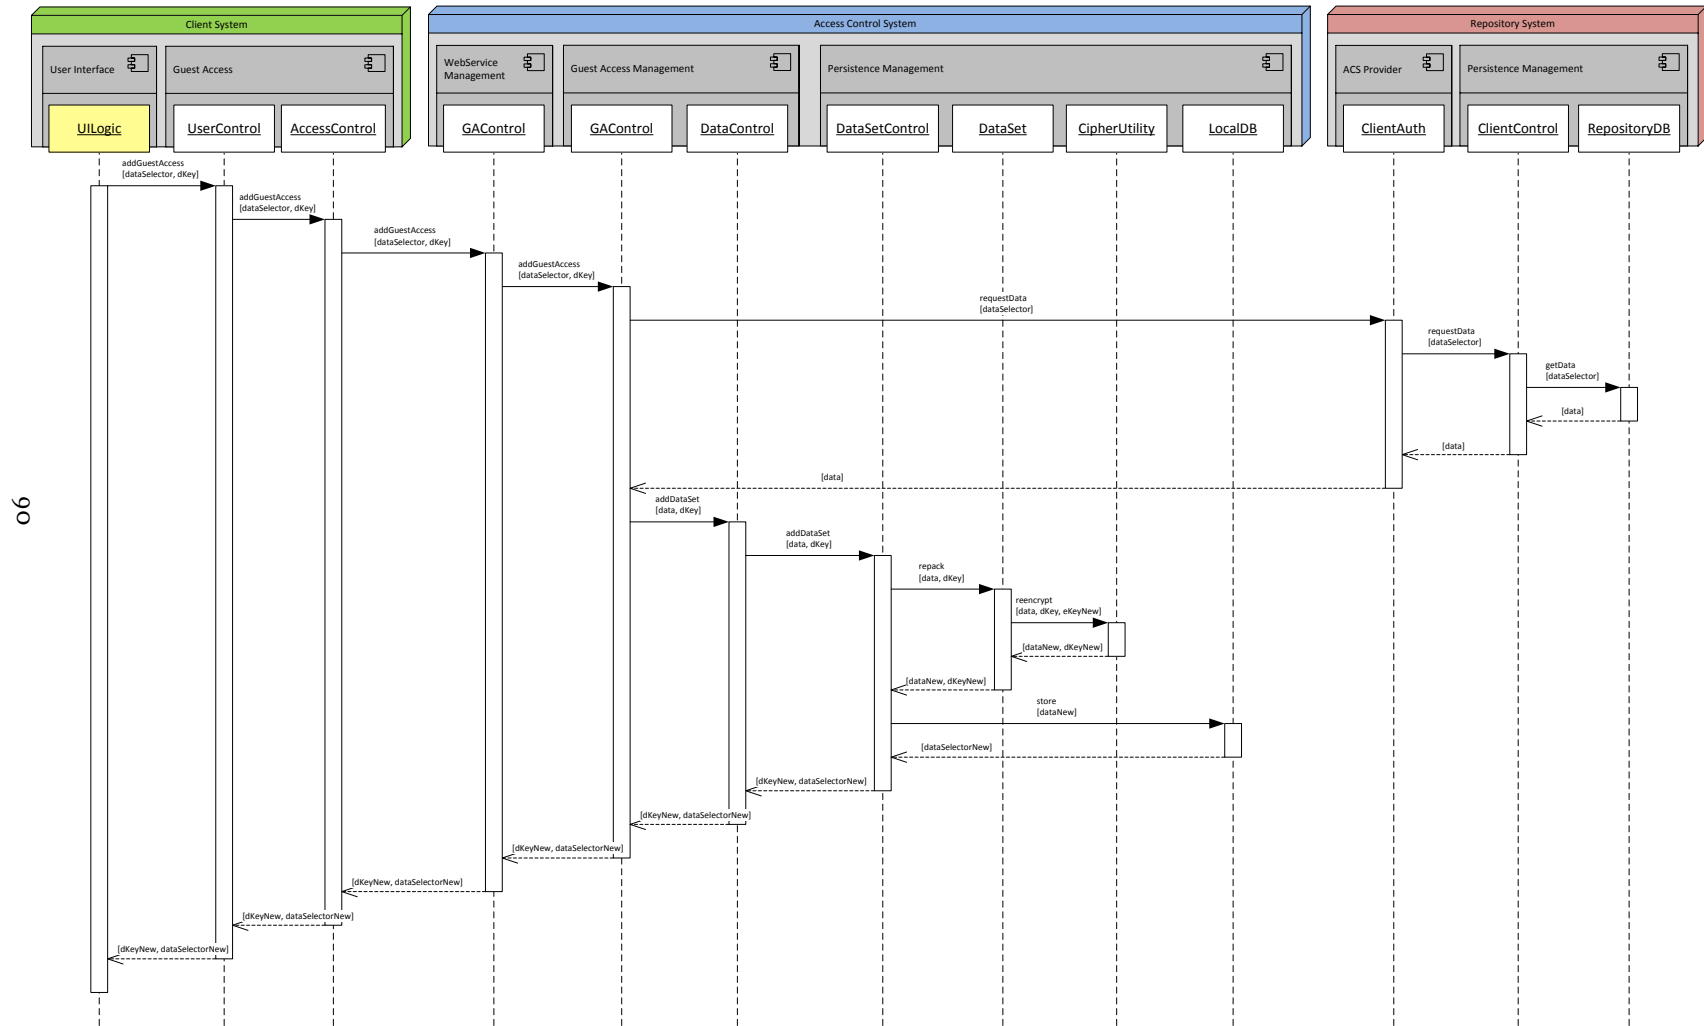 Client System
Access Control System
Repository System
User Interface
Guest Access
WebService
Management
Guest Access Management
Persistence Management
ACS Provider
Persistence Management
UILogic
UserControl
AccessControl
GAControl
GAControl
DataControl
DataSetControl
DataSet
CipherUtility
LocalDB
ClientAuth
ClientControl
RepositoryDB
addGuestAccess
[dataSelector, dKey]
addGuestAccess
[dataSelector, dKey]
addGuestAccess
[dataSelector, dKey]
addGuestAccess
[dataSelector, dKey]
requestData
[dataSelector]
requestData
[dataSelector]
getData
[dataSelector]
[data]
[data]
[data]
addDataSet
[data, dKey]
addDataSet
[data, dKey]
repack
[data, dKey]
reencrypt
[data, dKey, eKeyNew]
[dataNew, dKeyNew]
[dataNew, dKeyNew]
store
[dataNew]
[dataSelectorNew]
[dKeyNew, dataSelectorNew]
[dKeyNew, dataSelectorNew]
[dKeyNew, dataSelectorNew]
[dKeyNew, dataSelectorNew]
[dKeyNew, dataSelectorNew]
[dKeyNew, dataSelectorNew]
90